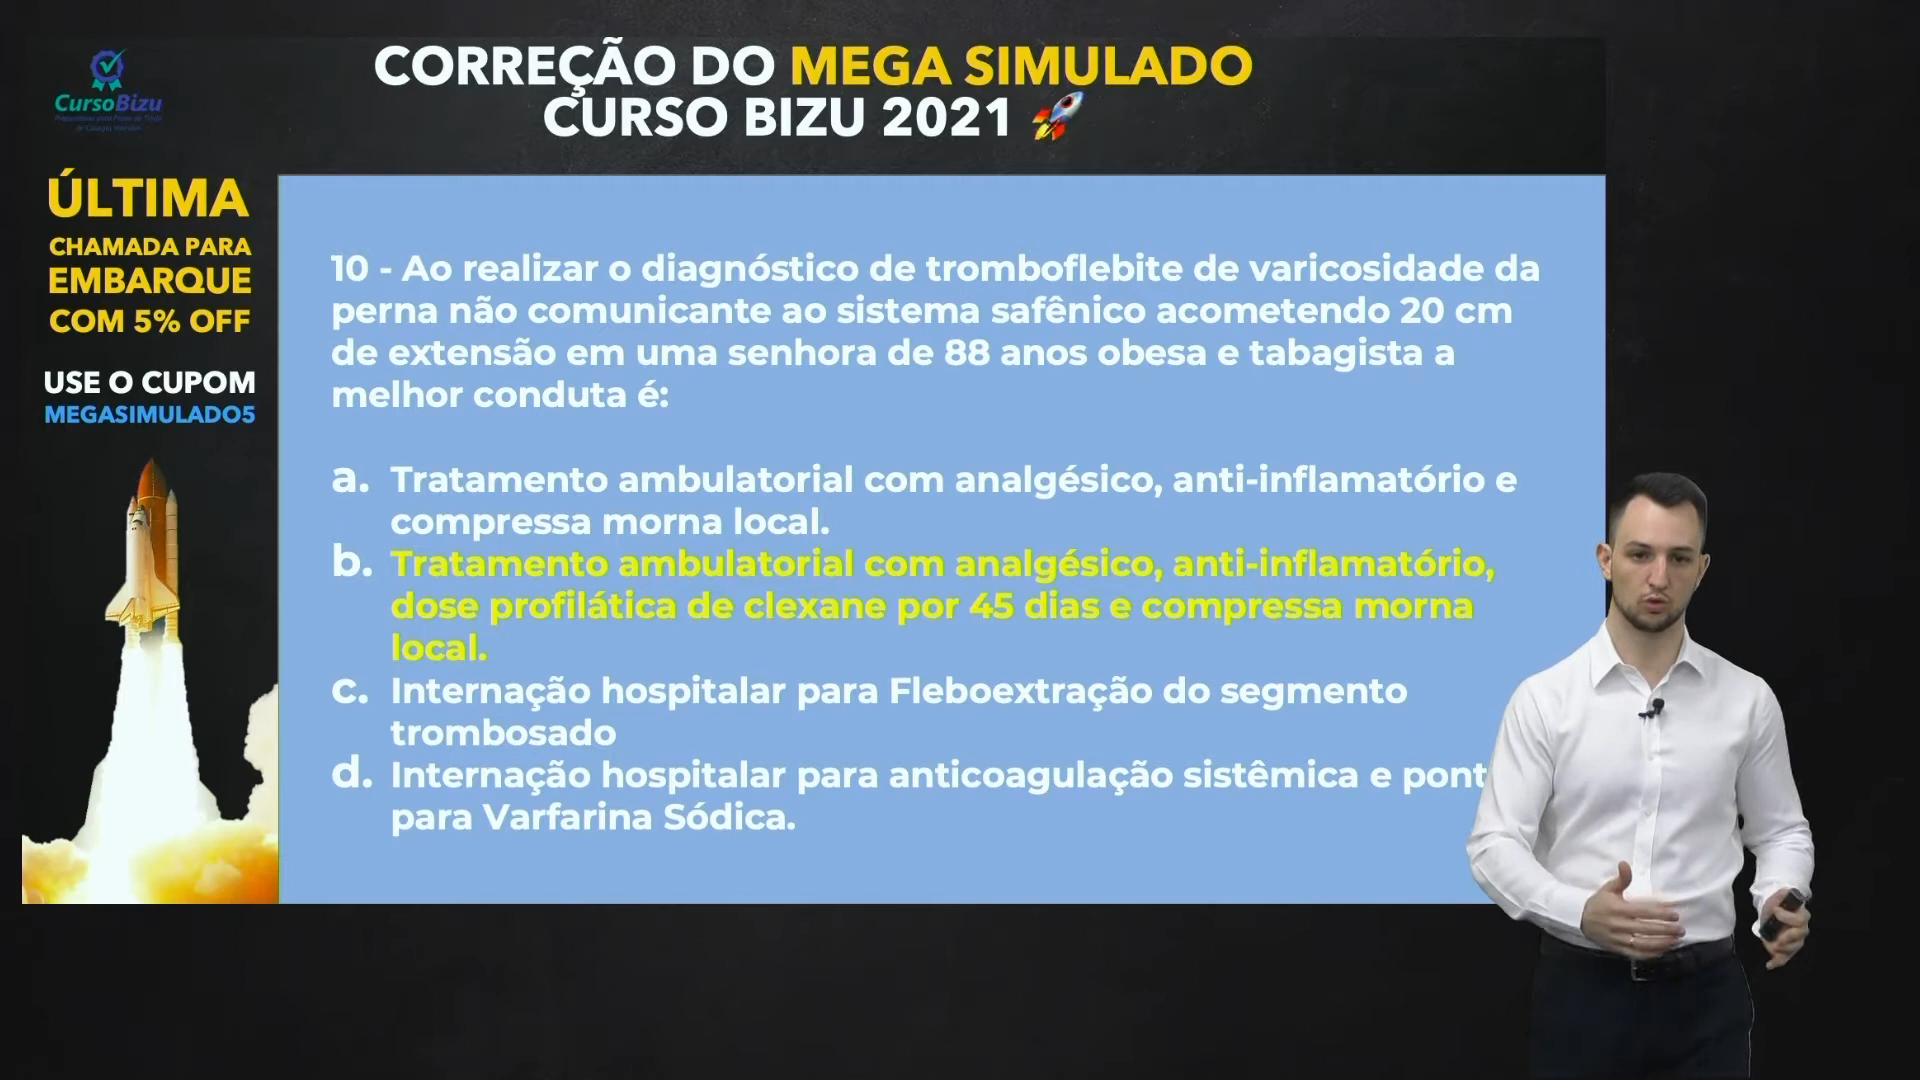 CORREÇÃO DO MEGA SIMULADO
CURSO BIZU 2021
CursoBizu
ÚLTIMA
CHAMADA PARA
EMBARQUE
COM 5% OFF
USE O CUPOM
MEGASIMULADO5
10 - Ao realizar o diagnóstico de tromboflebite de varicosidade da
perna não comunicante ao sistema safênico acometendo 20 cm
de extensão em uma senhora de 88 anos obesa e tabagista a
melhor conduta é:
a. Tratamento ambulatorial com analgésico, anti-inflamatório e
compressa morna local.
b. Tratamento ambulatorial com analgésico, anti-inflamatório,
dose profilática de clexane por 45 dias e compressa morna
local.
c. Internação hospitalar para Fleboextração do segmento
trombosado
d. Internação hospitalar para anticoagulação sistêmica e pont
para Varfarina Sódica.